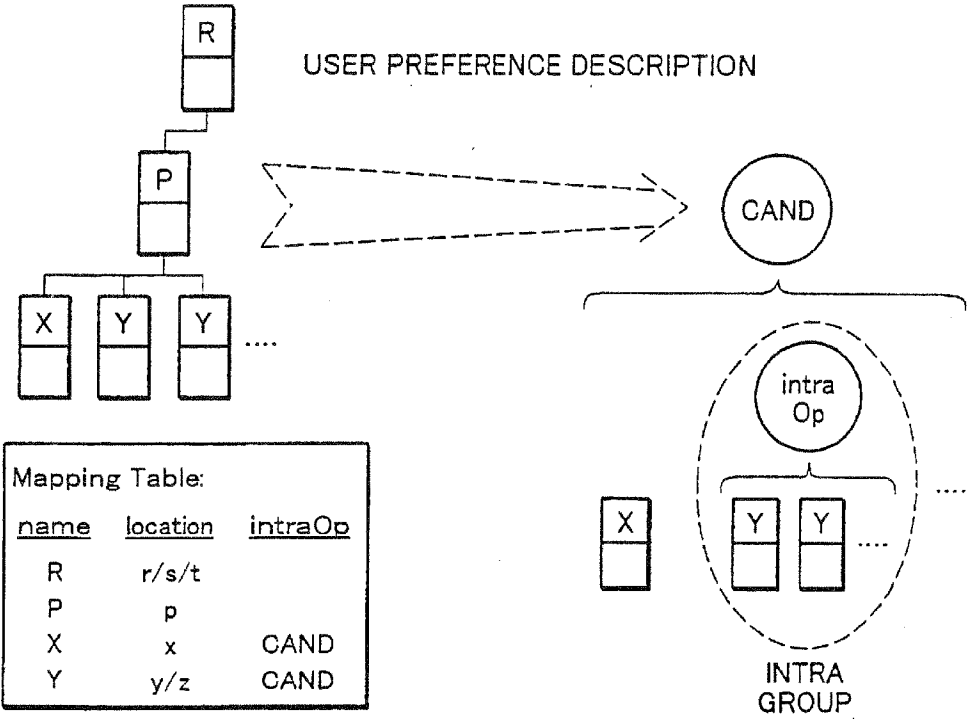 R
USER PREFERENCE DESCRIPTION
P
CAND
X Y Y ....
intra
Op
Mapping Table:
name location intraOp
R r/s/t
P p
X x CAND
Y y/z CAND
X Y Y ....
....
INTRA
GROUP